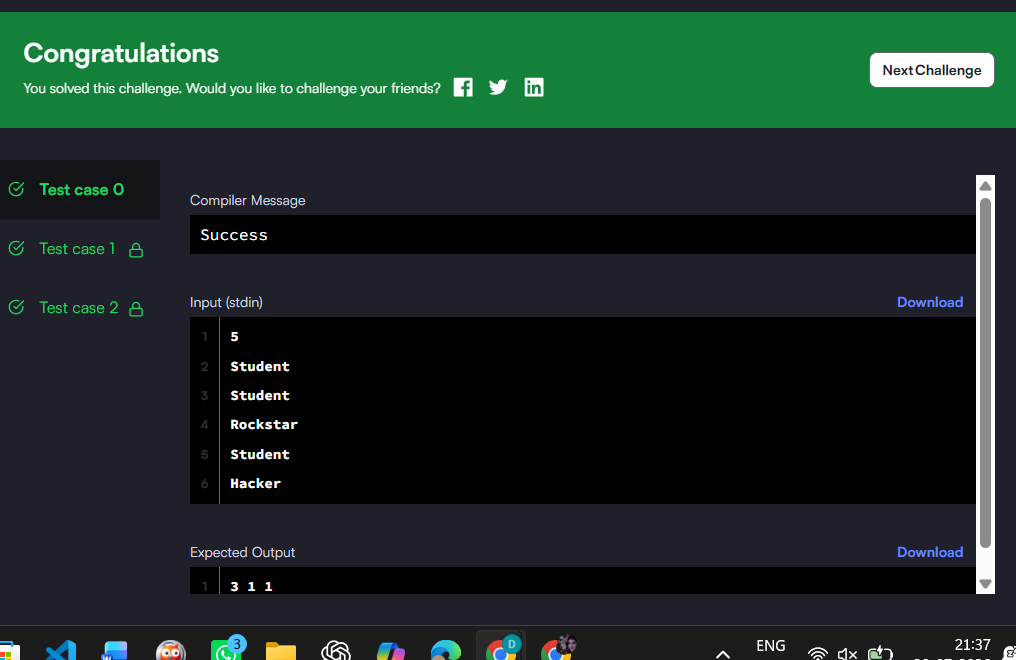 Congratulations
You solved this challenge. Would you like to challenge your friends?
Next Challenge
Test case 0
Test case 1
Test case 2
Compiler Message
Success
Input (stdin)
Download
1 5
2 Student
3 Student
4 Rockstar
5 Student
6 Hacker
Expected Output
Download
1 3 1 1
3
D
ENG
21:37